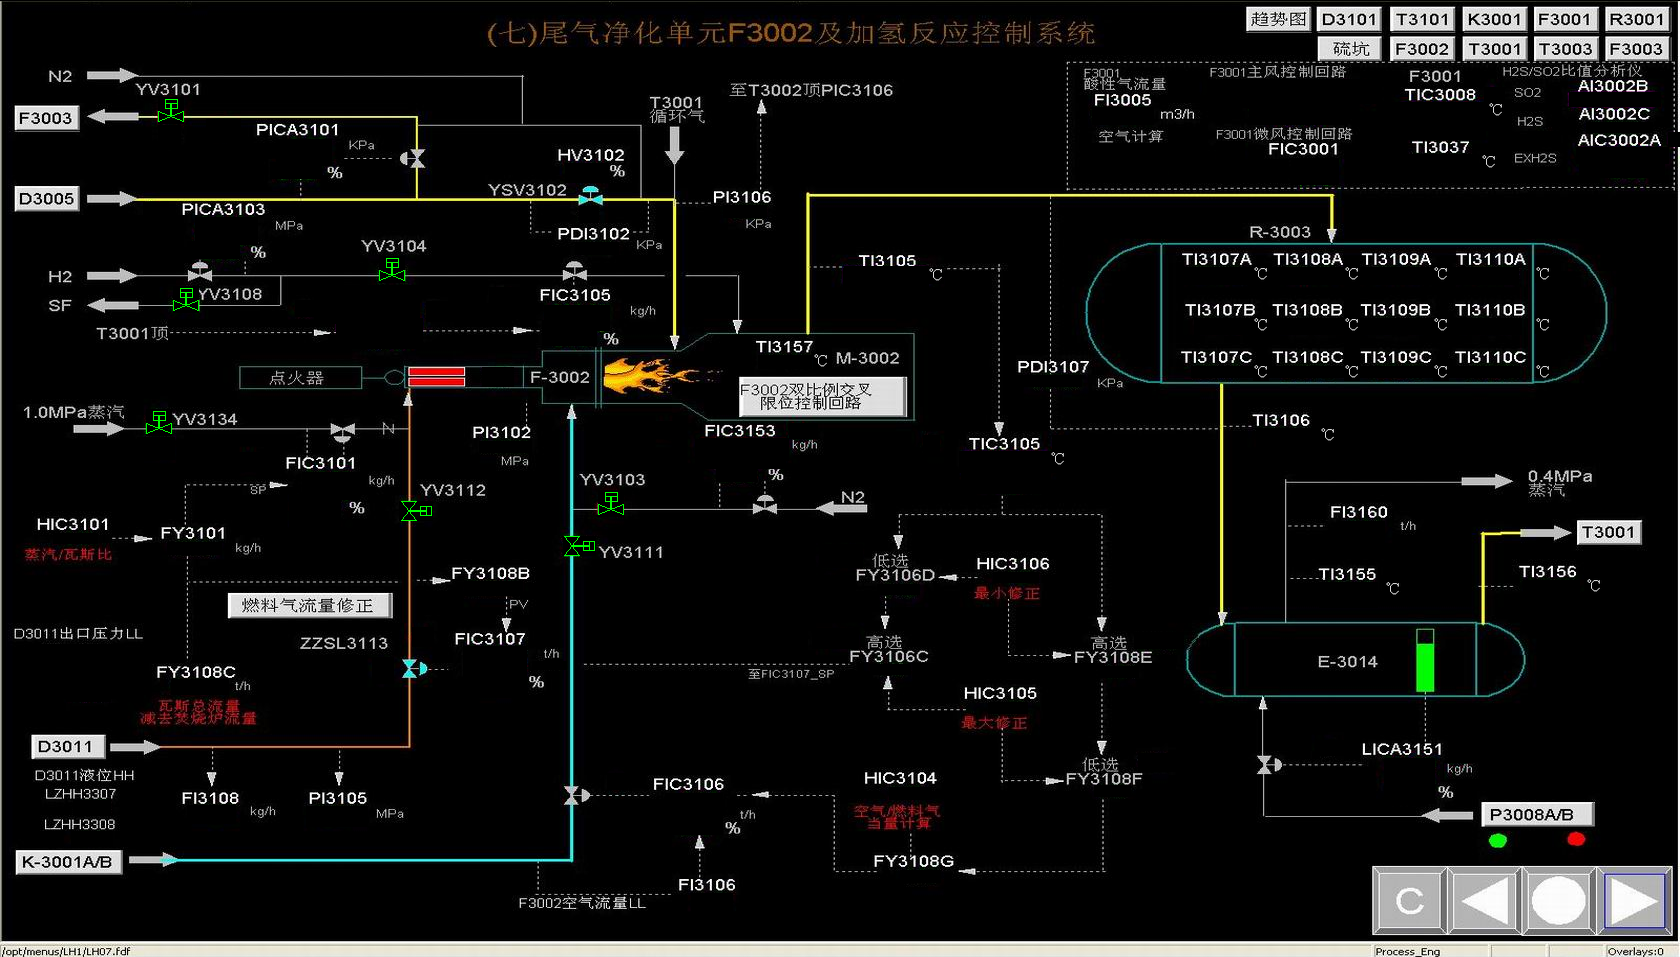 (七)尾气净化单元F3002及加氢反应控制系统
趋势图 D3101 T3101 K3001 F3001 R3001
硫坑 F3002 T3001 T3003 F3003
F3001
酸性气流量
FI3005
m3/h
空气计算
F3001主风控制回路
F3001微风控制回路
FIC3001
F3001
TIC3008
℃
TI3037
℃
H2S/SO2比值分析仪
SO2
AI3002B
H2S
AI3002C
AIC3002A
EXH2S
N2
YV3101
F3003
PICA3101
KPa
%
D3005
PICA3103
MPa
%
HV3102
%
YSV3102
PDI3102
KPa
T3001
循环气
至T3002顶PIC3106
PI3106
KPa
H2
YV3104
SF
YV3108
FIC3105
kg/h
%
T3001顶
点火器
F-3002
TI3157
℃
M-3002
F3002双比例交叉
限位控制回路
FIC3153
kg/h
%
TI3105
℃
TIC3105
℃
R-3003
TI3107A ℃ TI3108A ℃ TI3109A ℃ TI3110A ℃
TI3107B ℃ TI3108B ℃ TI3109B ℃ TI3110B ℃
TI3107C ℃ TI3108C ℃ TI3109C ℃ TI3110C ℃
PDI3107
KPa
TI3106
℃
1.0MPa蒸汽
YV3134
N
FIC3101
kg/h
%
SP
PI3102
MPa
YV3112
HIC3101
蒸汽/瓦斯比
FY3101
kg/h
YV3103
N2
YV3111
FY3108B
PV
FIC3107
t/h
%
燃料气流量修正
D3011出口压力LL
ZZSL3113
FY3108C
t/h
瓦斯总流量
减去焚烧炉流量
D3011
D3011液位HH
LZHH3307
LZHH3308
FI3108
kg/h
PI3105
MPa
K-3001A/B
低选
FY3106D
HIC3106
最小修正
高选
FY3106C
至FIC3107_SP
HIC3105
最大修正
高选
FY3108E
低选
FY3108F
FIC3106
t/h
%
HIC3104
空气/燃料气
当量计算
FY3108G
FI3106
F3002空气流量LL
0.4MPa
蒸汽
FI3160
t/h
T3001
TI3155
℃
TI3156
℃
E-3014
LICA3151
kg/h
%
P3008A/B
C
/opt/menus/LH1/LH07.fdf
Process_Eng
Overlays:0